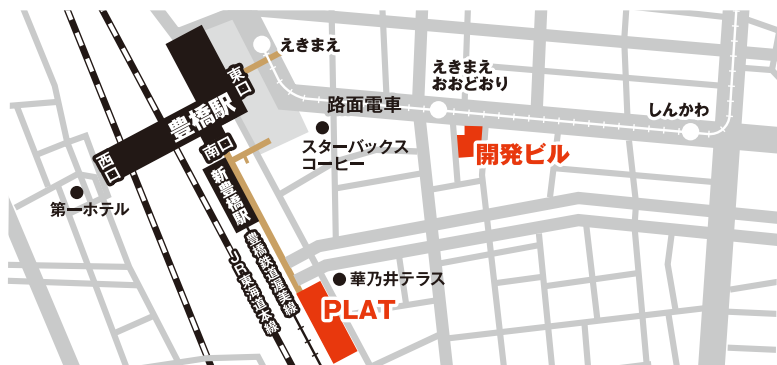 えきまえ
東口
豊橋駅
路面電車
えきまえ
おおどおり
しんかわ
南口
スターバックス
コーヒー
開発ビル
西口
第一ホテル
新豊橋駅
豊橋鉄道渥美線
JR東海道本線
華乃井テラス
PLAT